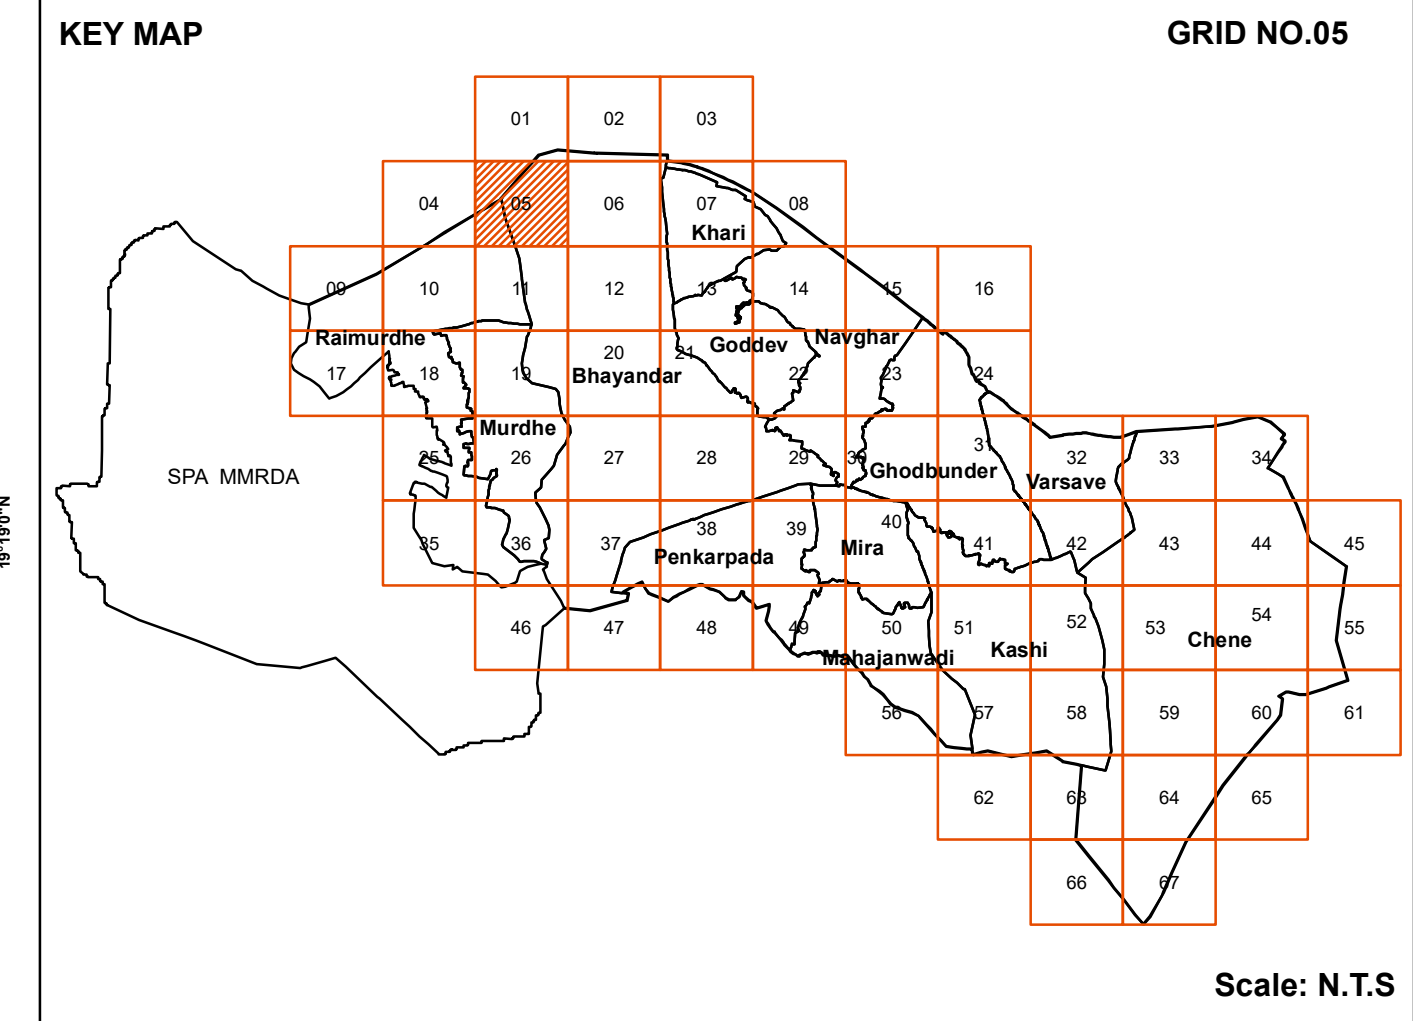 KEY MAP
GRID NO.05
01 02 03
04 05 06 07 08
Khari
09 10 11 12 13 14 15 16
Raimurdhe
Goddev
Navghar
17 18 19 20 21 22 23 24
Bhayandar
Murdhe
25 26 27 28 29 30 31 32 33 34
Ghodbunder
Varsave
SPA MMRDA
19°19'0"N
35 36 37 38 39 40 41 42 43 44 45
Penkarpada
Mira
46 47 48 49 50 51 52 53 54 55
Mahajanwadi
Kashi
Chene
56 57 58 59 60 61
62 63 64 65
66 67
Scale: N.T.S